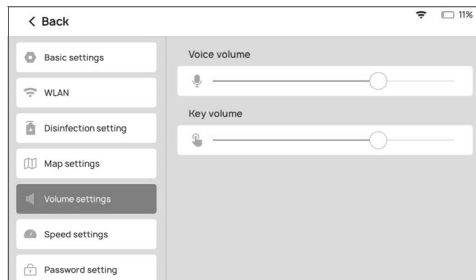 Back
11%
Basic settings
WLAN
Disinfection setting
Map settings
Volume settings
Speed settings
Password setting
Voice volume
Key volume